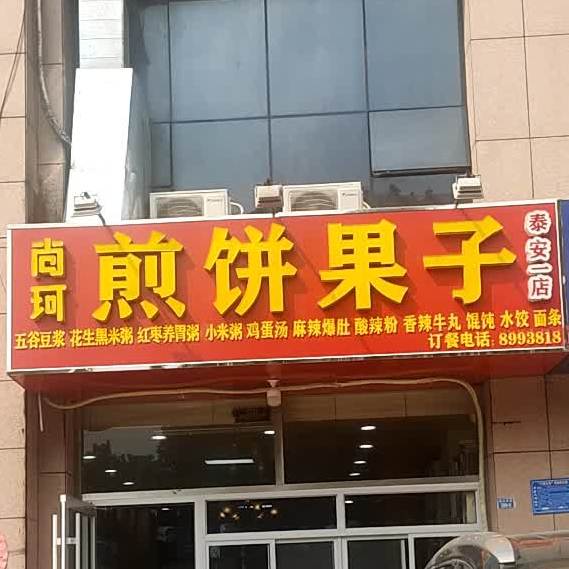 尚珂
煎饼果子
泰安二店
五谷豆浆 花生黑米粥 红枣养胃粥 小米粥 鸡蛋汤 麻辣爆肚 酸辣粉 香辣牛丸 馄饨 水饺 面条
订餐电话: 8993818